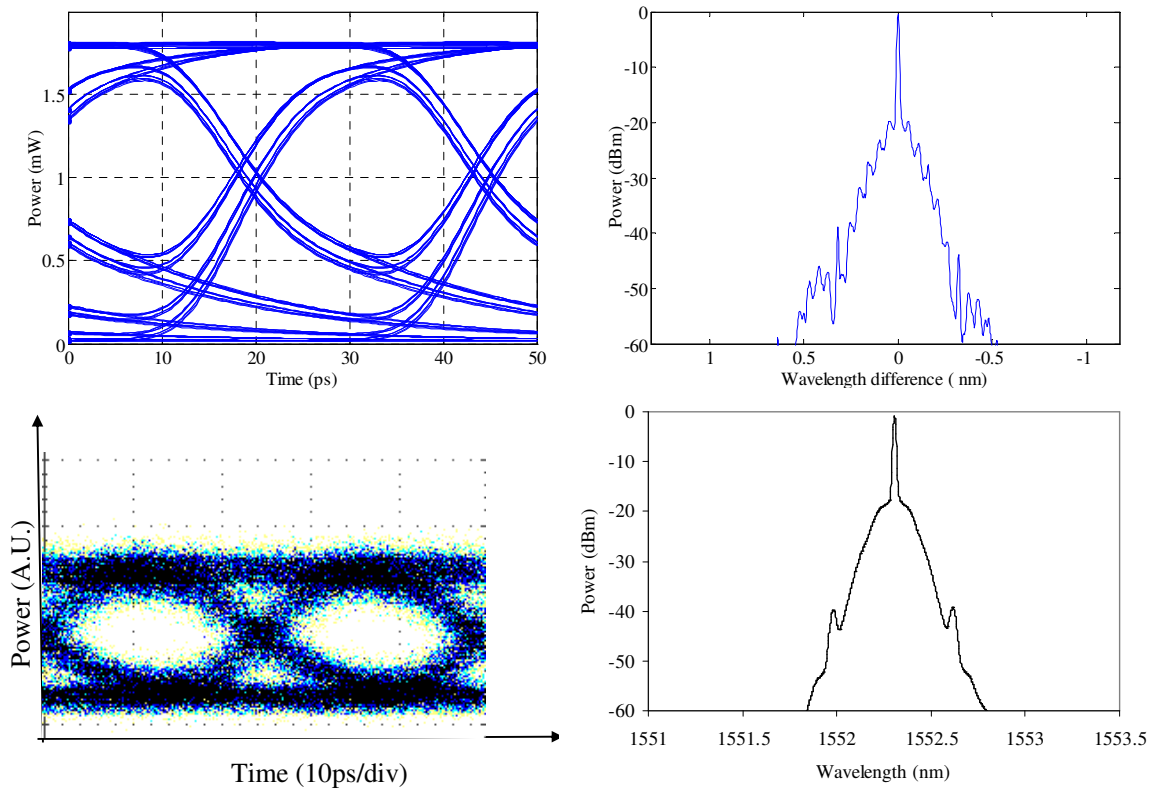 Power (mW)
1.5
1
0.5
0
0 10 20 30 40 50
Time (ps)
Power (dBm)
0
-10
-20
-30
-40
-50
-60
1 0.5 0 -0.5 -1
Wavelength difference ( nm)
Power (A.U.)
Time (10ps/div)
Power (dBm)
0
-10
-20
-30
-40
-50
-60
1551 1551.5 1552 1552.5 1553 1553.5
Wavelength (nm)